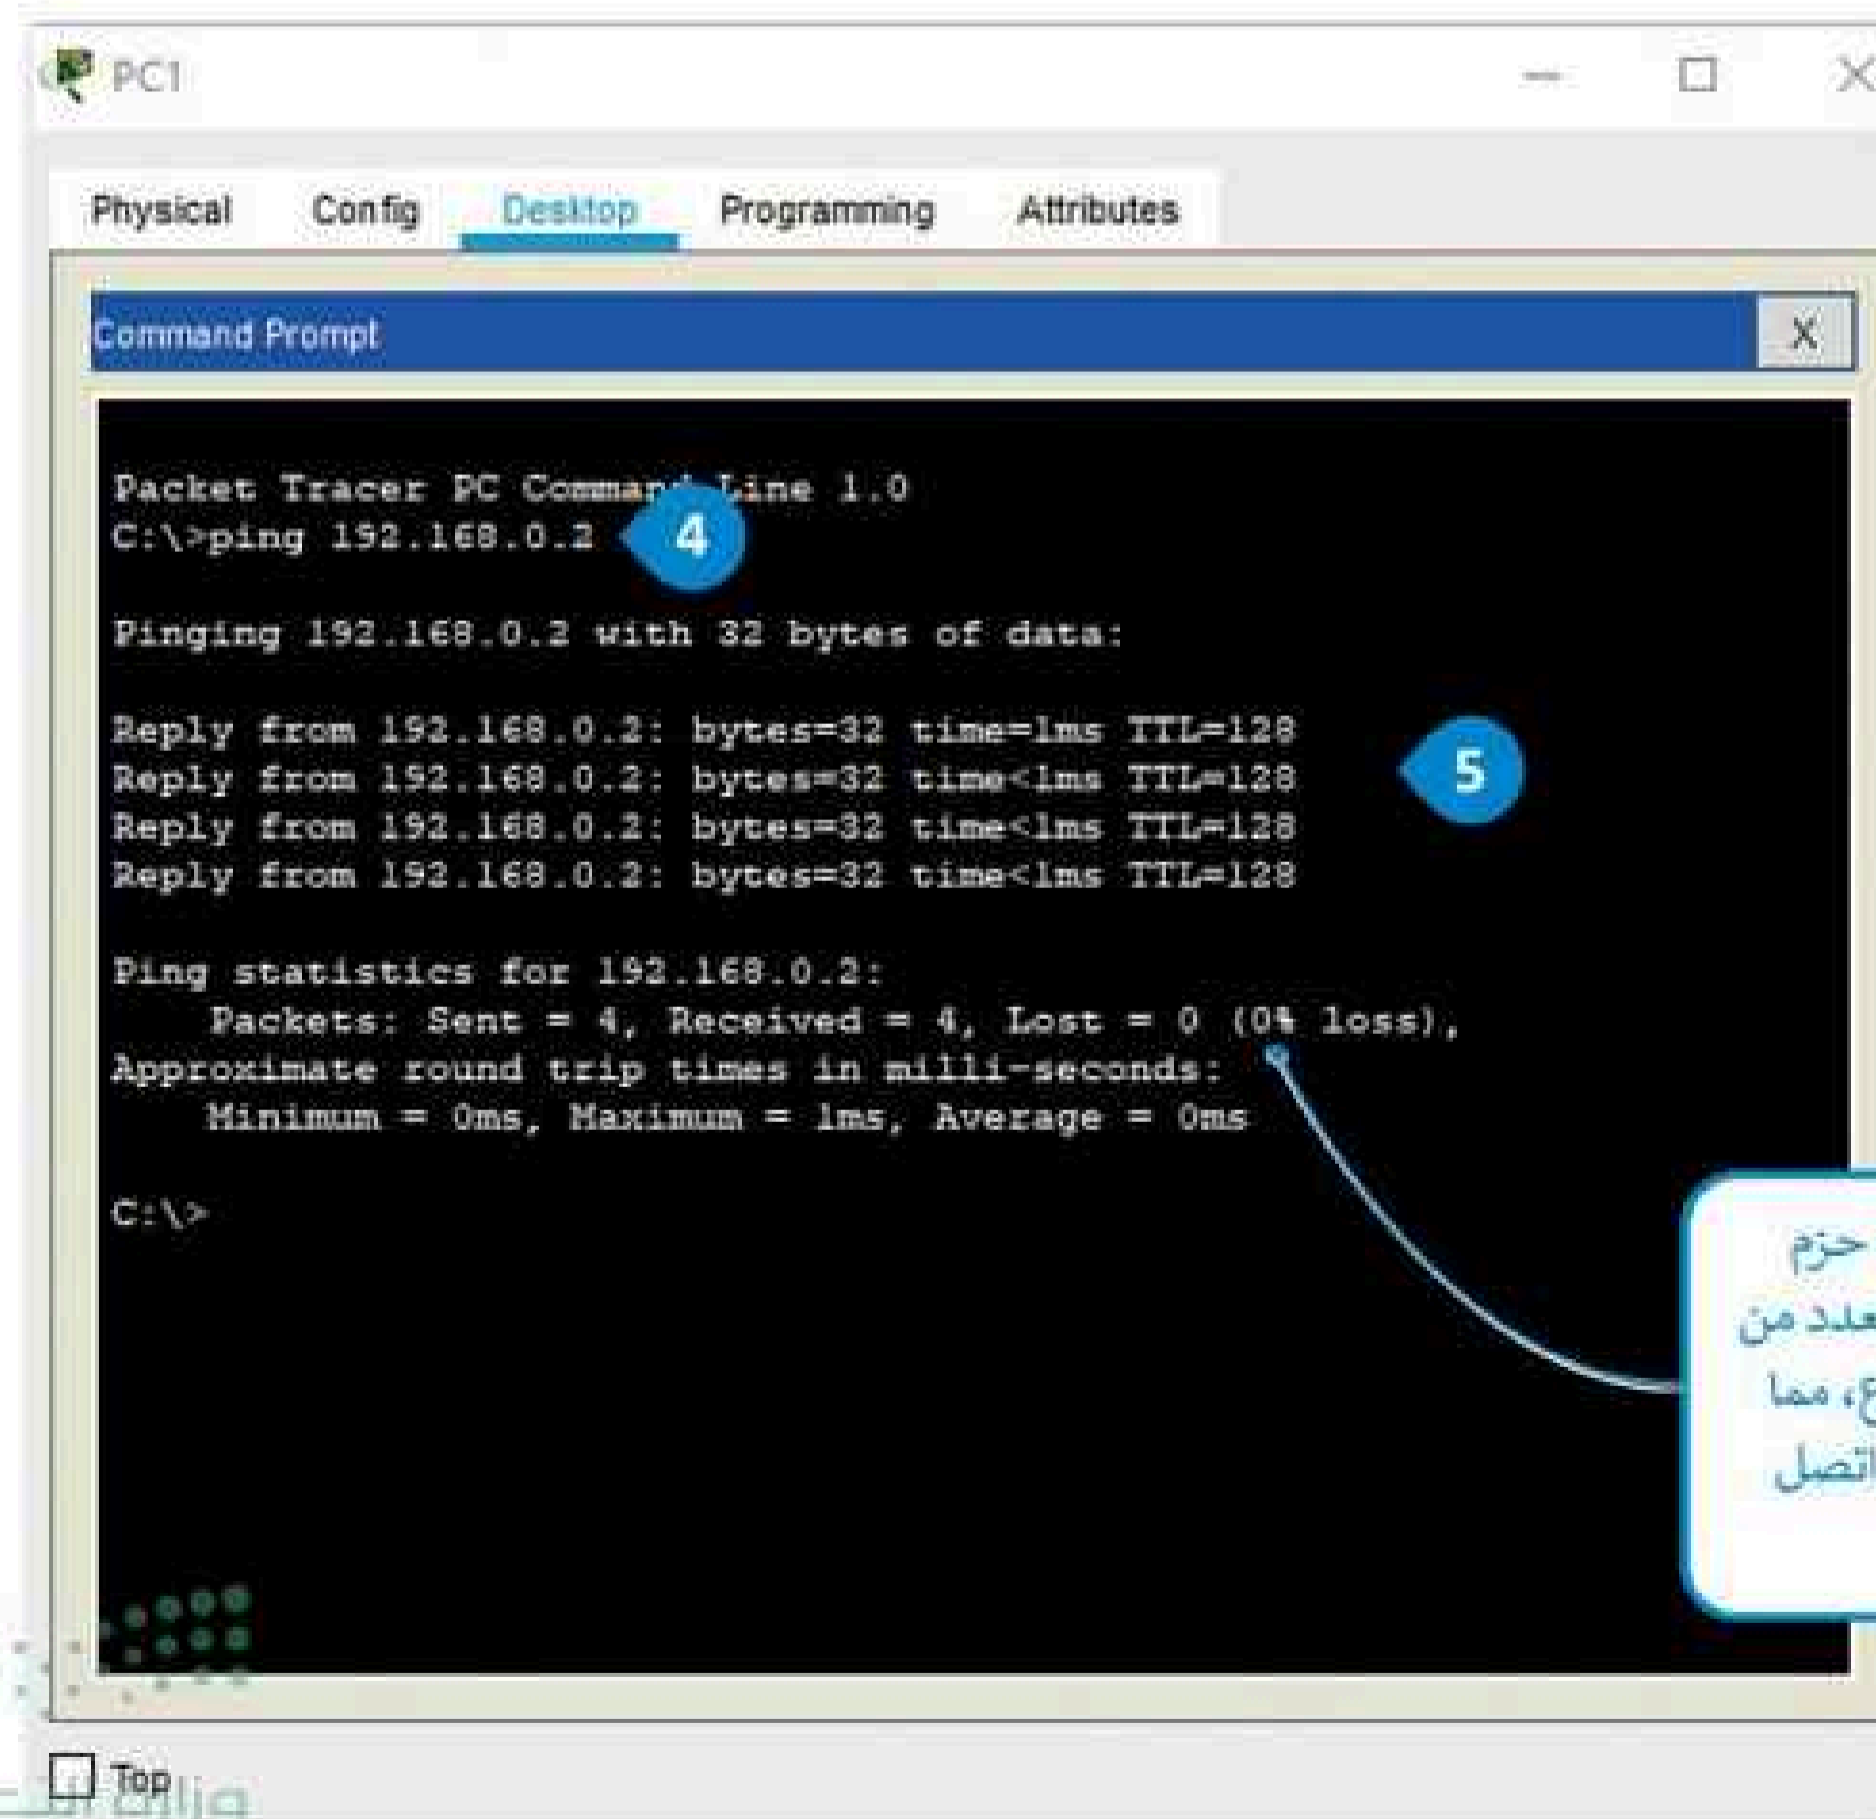 PC1
Physical Config Desktop Programming Attributes
Command Prompt X
Packet Tracer PC Command Line 1.0
C:\>ping 192.168.0.2
4
Pinging 192.168.0.2 with 32 bytes of data:
Reply from 192.168.0.2: bytes=32 time=1ms TTL=128
Reply from 192.168.0.2: bytes=32 time<1ms TTL=128
5
Reply from 192.168.0.2: bytes=32 time<1ms TTL=128
Reply from 192.168.0.2: bytes=32 time<1ms TTL=128
Ping statistics for 192.168.0.2:
Packets: Sent = 4, Received = 4, Lost = 0 (0% loss),
Approximate round trip times in milli-seconds:
Minimum = 0ms, Maximum = 1ms, Average = 0ms
C:\>
حزم
من
مما
اتصل
Top